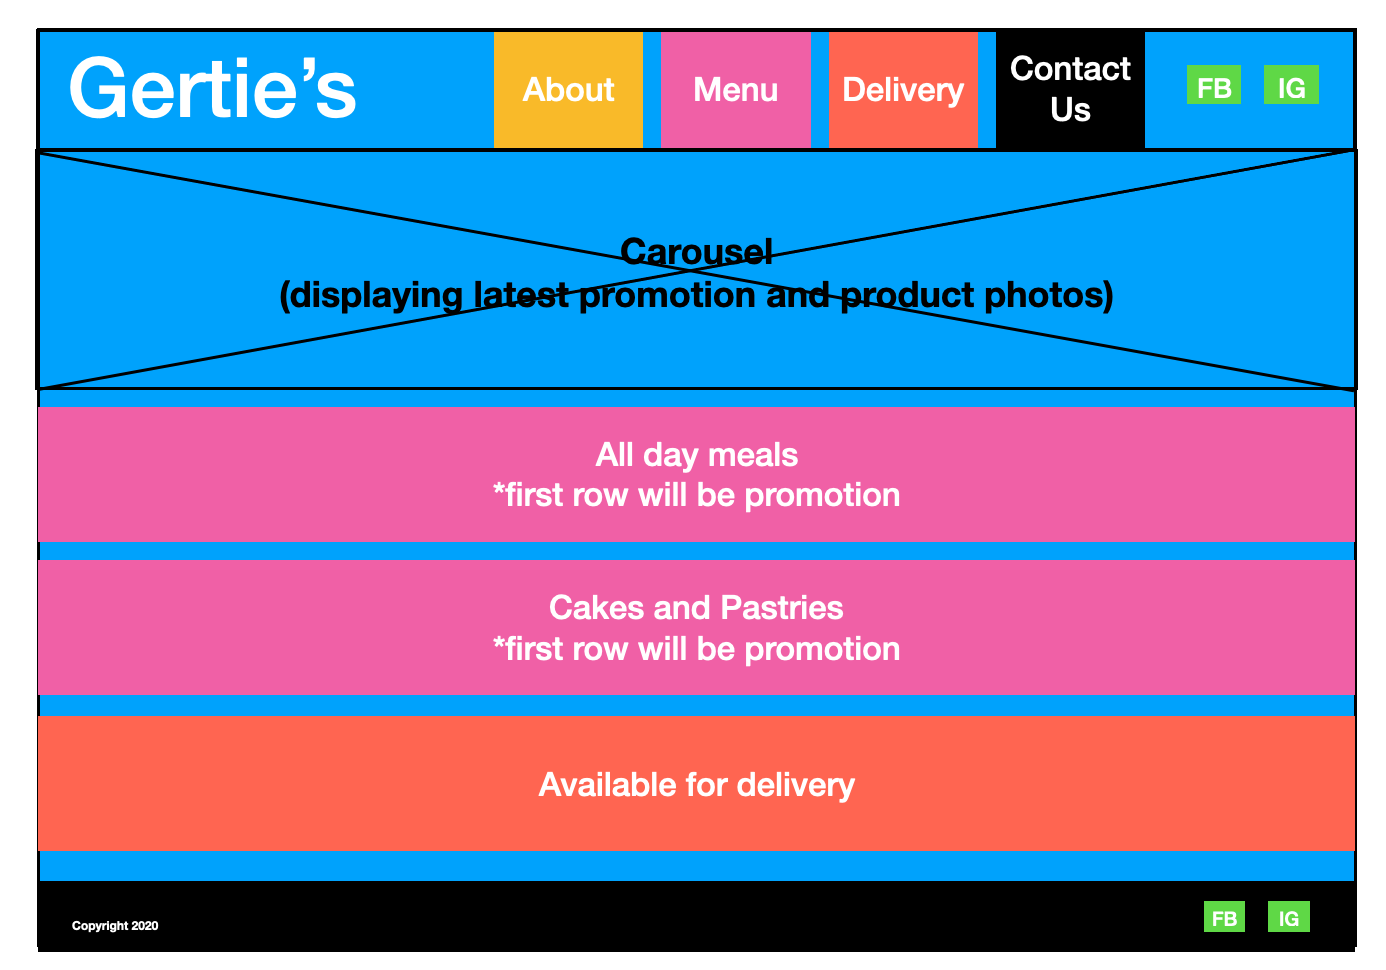 Gertie’s
About
Menu
Delivery
Contact
Us
FB
IG
Carousel
(displaying latest promotion and product photos)
All day meals
*first row will be promotion
Cakes and Pastries
*first row will be promotion
Available for delivery
Copyright 2020
FB
IG